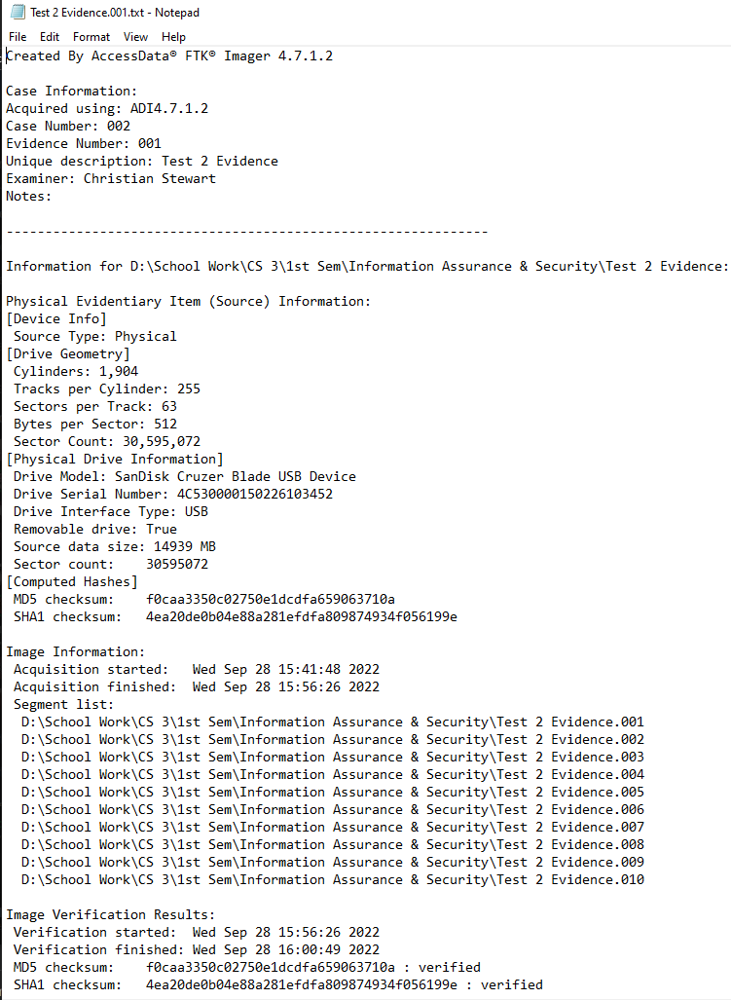 Test 2 Evidence.001.txt - Notepad
File Edit Format View Help
Created By AccessData® FTK® Imager 4.7.1.2

Case Information:
Acquired using: ADI4.7.1.2
Case Number: 002
Evidence Number: 001
Unique description: Test 2 Evidence
Examiner: Christian Stewart
Notes:

--------------------------------------------------------------

Information for D:\School Work\CS 3\1st Sem\Information Assurance & Security\Test 2 Evidence:

Physical Evidentiary Item (Source) Information:
[Device Info]
 Source Type: Physical
[Drive Geometry]
 Cylinders: 1,904
 Tracks per Cylinder: 255
 Sectors per Track: 63
 Bytes per Sector: 512
 Sector Count: 30,595,072
[Physical Drive Information]
 Drive Model: SanDisk Cruzer Blade USB Device
 Drive Serial Number: 4C530000150226103452
 Drive Interface Type: USB
 Removable drive: True
 Source data size: 14939 MB
 Sector count:    30595072
[Computed Hashes]
 MD5 checksum:    f0caa3350c02750e1dcdfa659063710a
 SHA1 checksum:   4ea20de0b04e88a281efdfa809874934f056199e

Image Information:
 Acquisition started:   Wed Sep 28 15:41:48 2022
 Acquisition finished:  Wed Sep 28 15:56:26 2022
 Segment list:
  D:\School Work\CS 3\1st Sem\Information Assurance & Security\Test 2 Evidence.001
  D:\School Work\CS 3\1st Sem\Information Assurance & Security\Test 2 Evidence.002
  D:\School Work\CS 3\1st Sem\Information Assurance & Security\Test 2 Evidence.003
  D:\School Work\CS 3\1st Sem\Information Assurance & Security\Test 2 Evidence.004
  D:\School Work\CS 3\1st Sem\Information Assurance & Security\Test 2 Evidence.005
  D:\School Work\CS 3\1st Sem\Information Assurance & Security\Test 2 Evidence.006
  D:\School Work\CS 3\1st Sem\Information Assurance & Security\Test 2 Evidence.007
  D:\School Work\CS 3\1st Sem\Information Assurance & Security\Test 2 Evidence.008
  D:\School Work\CS 3\1st Sem\Information Assurance & Security\Test 2 Evidence.009
  D:\School Work\CS 3\1st Sem\Information Assurance & Security\Test 2 Evidence.010

Image Verification Results:
 Verification started:  Wed Sep 28 15:56:26 2022
 Verification finished: Wed Sep 28 16:00:49 2022
 MD5 checksum:    f0caa3350c02750e1dcdfa659063710a : verified
 SHA1 checksum:   4ea20de0b04e88a281efdfa809874934f056199e : verified